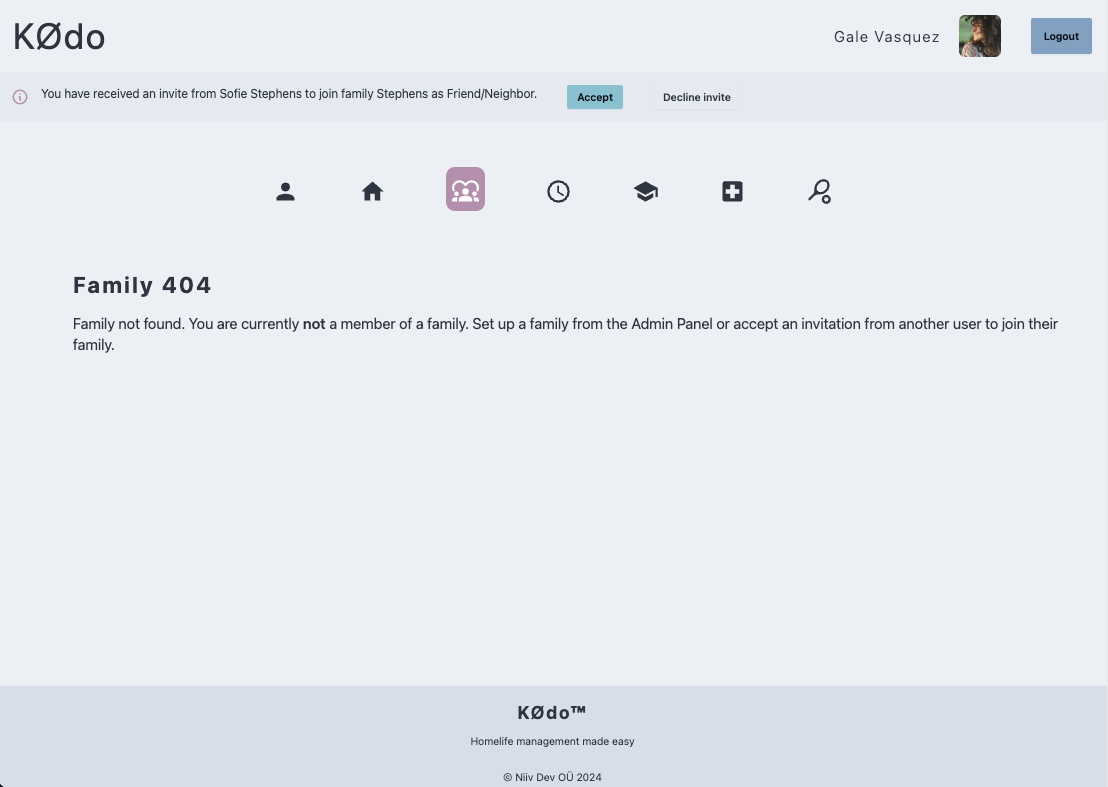 KØdo
Gale Vasquez
Logout
You have received an invite from Sofie Stephens to join family Stephens as Friend/Neighbor.
Accept
Decline invite
Family 404
Family not found. You are currently not a member of a family. Set up a family from the Admin Panel or accept an invitation from another user to join their
family.
KØdo™
Homelife management made easy
© Niiv Dev OÜ 2024